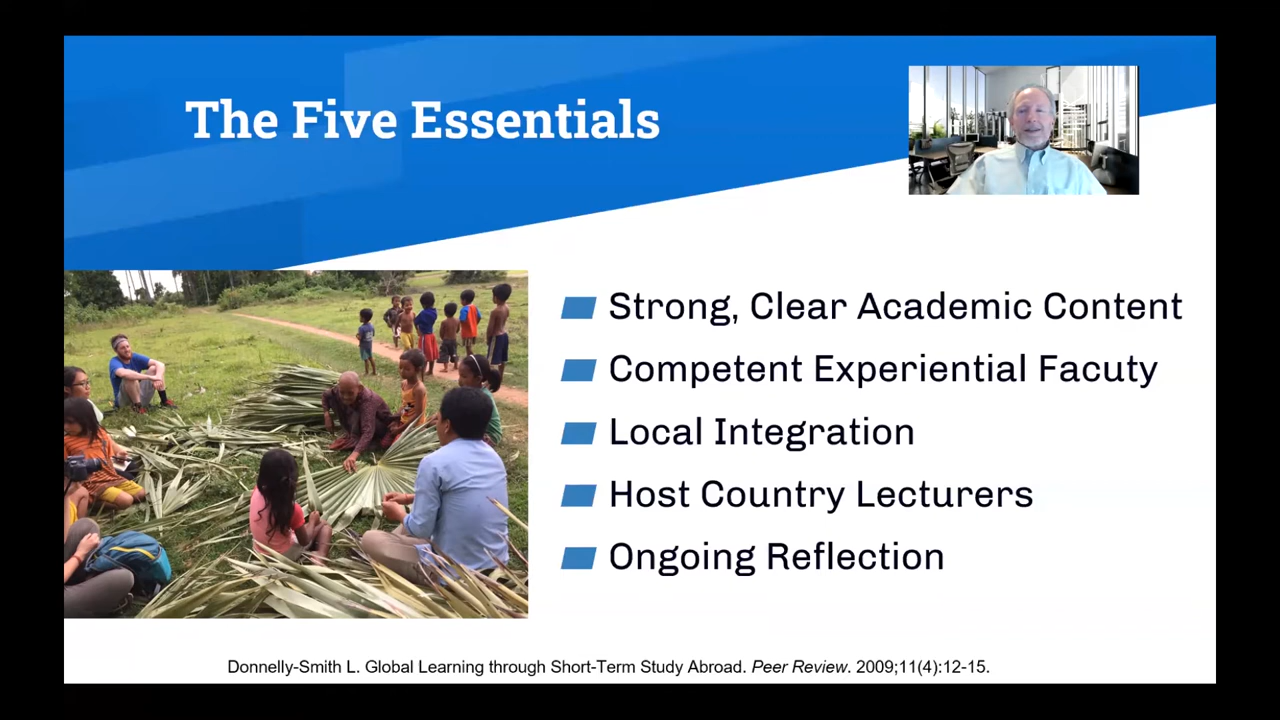 The Five Essentials
Strong, Clear Academic Content
Competent Experiential Facuty
Local Integration
Host Country Lecturers
Ongoing Reflection
Donnelly-Smith L. Global Learning through Short-Term Study Abroad. Peer Review. 2009;11(4):12-15.